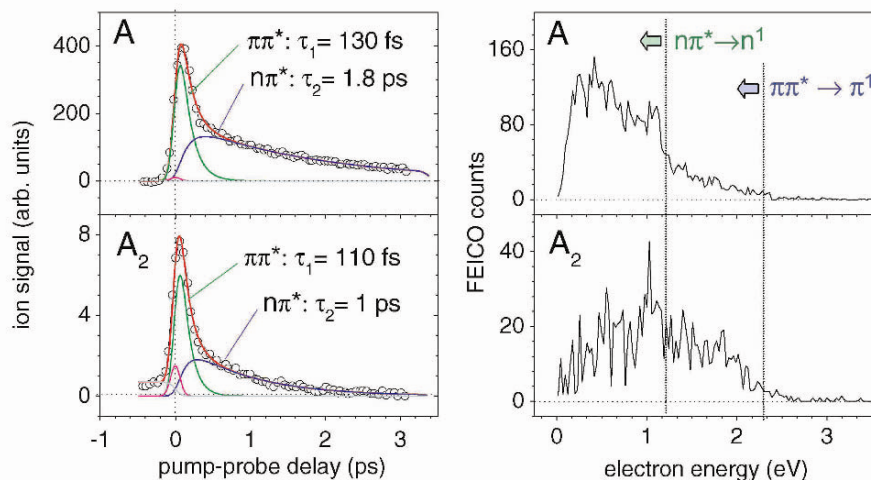 A
ππ*: τ₁= 130 fs
nπ*: τ₂= 1.8 ps
400
200
0
ion signal (arb. units)
A₂
ππ*: τ₁= 110 fs
nπ*: τ₂= 1 ps
8
4
0
-1 0 1 2 3
pump-probe delay (ps)
A
nπ*→n¹
ππ*→π¹
160
80
0
FEICO counts
A₂
40
20
0
0 1 2 3
electron energy (eV)